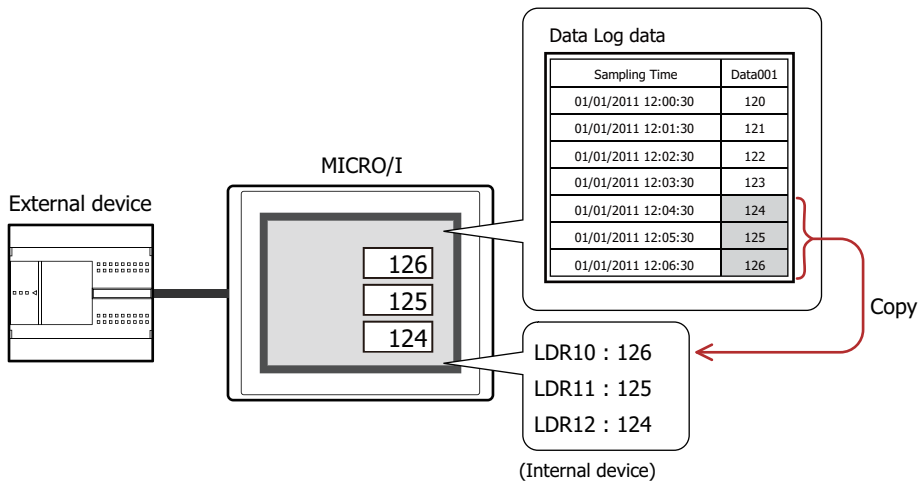 Data Log data
Sampling Time Data001
01/01/2011 12:00:30 120
01/01/2011 12:01:30 121
01/01/2011 12:02:30 122
01/01/2011 12:03:30 123
01/01/2011 12:04:30 124
01/01/2011 12:05:30 125
01/01/2011 12:06:30 126
MICRO/I
External device
126
125
124
Copy
LDR10 : 126
LDR11 : 125
LDR12 : 124
(Internal device)